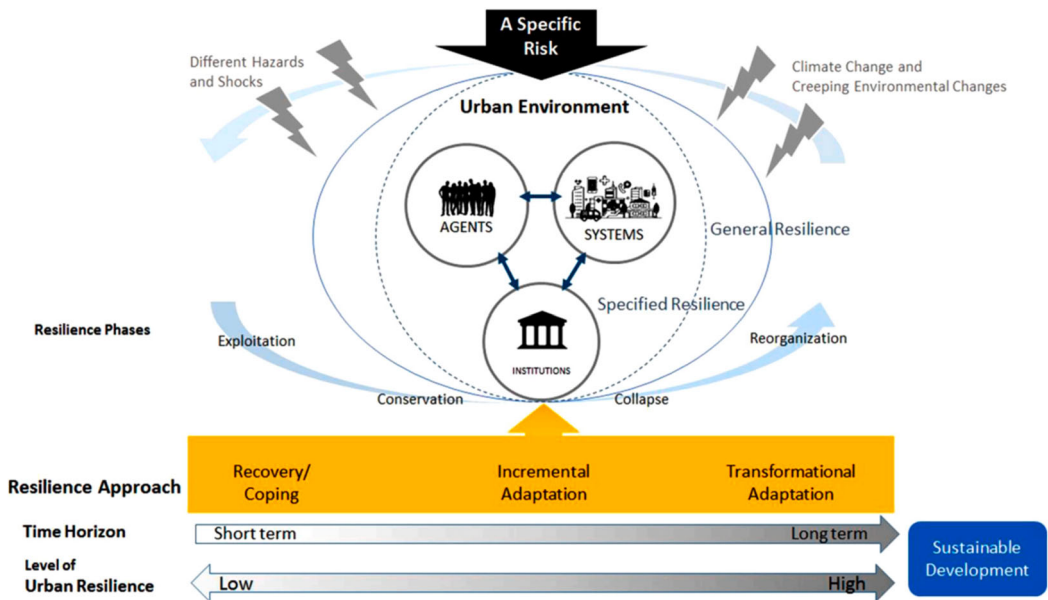 A Specific
Risk
Different Hazards
and Shocks
Climate Change and
Creeping Environmental Changes
Urban Environment
AGENTS
SYSTEMS
General Resilience
Specified Resilience
INSTITUTIONS
Resilience Phases
Exploitation
Reorganization
Conservation
Collapse
Resilience Approach
Recovery/
Coping
Incremental
Adaptation
Transformational
Adaptation
Time Horizon
Short term
Long term
Level of
Urban Resilience
Low
High
Sustainable
Development